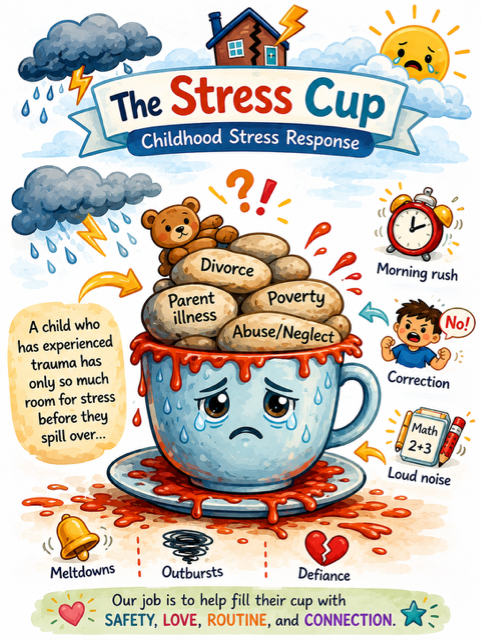 The Stress Cup
Childhood Stress Response
?!
Divorce
Parent
illness
Poverty
Abuse/Neglect
A child who
has experienced
trauma has
only so much
room for stress
before they
spill over...
Morning rush
No!
Correction
Math
2+3
Loud noise
Meltdowns
Outbursts
Defiance
Our job is to help fill their cup with
SAFETY, LOVE, ROUTINE, and CONNECTION.